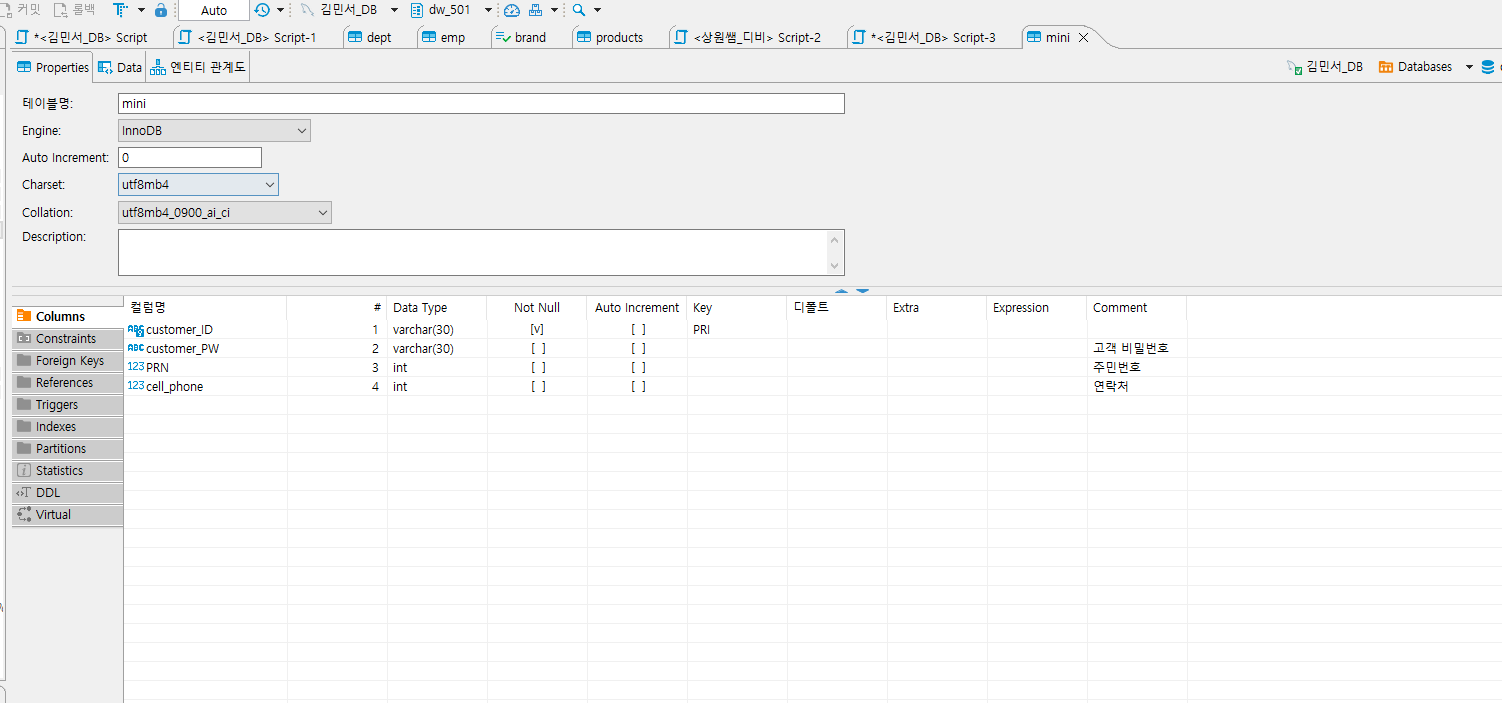 커밋 롤백 Auto 김민서_DB dw_501
*<김민서_DB> Script <김민서_DB> Script-1 dept emp brand products <상원쌤_디비> Script-2 *<김민서_DB> Script-3 mini
Properties Data 엔티티 관계도 김민서_DB Databases
테이블명: mini
Engine: InnoDB
Auto Increment: 0
Charset: utf8mb4
Collation: utf8mb4_0900_ai_ci
Description:
컬럼명 # Data Type Not Null Auto Increment Key 디폴트 Extra Expression Comment
ABC customer_ID 1 varchar(30) [v] [ ] PRI
ABC customer_PW 2 varchar(30) [ ] [ ] 고객 비밀번호
123 PRN 3 int [ ] [ ] 주민번호
123 cell_phone 4 int [ ] [ ] 연락처
Columns
Constraints
Foreign Keys
References
Triggers
Indexes
Partitions
Statistics
DDL
Virtual